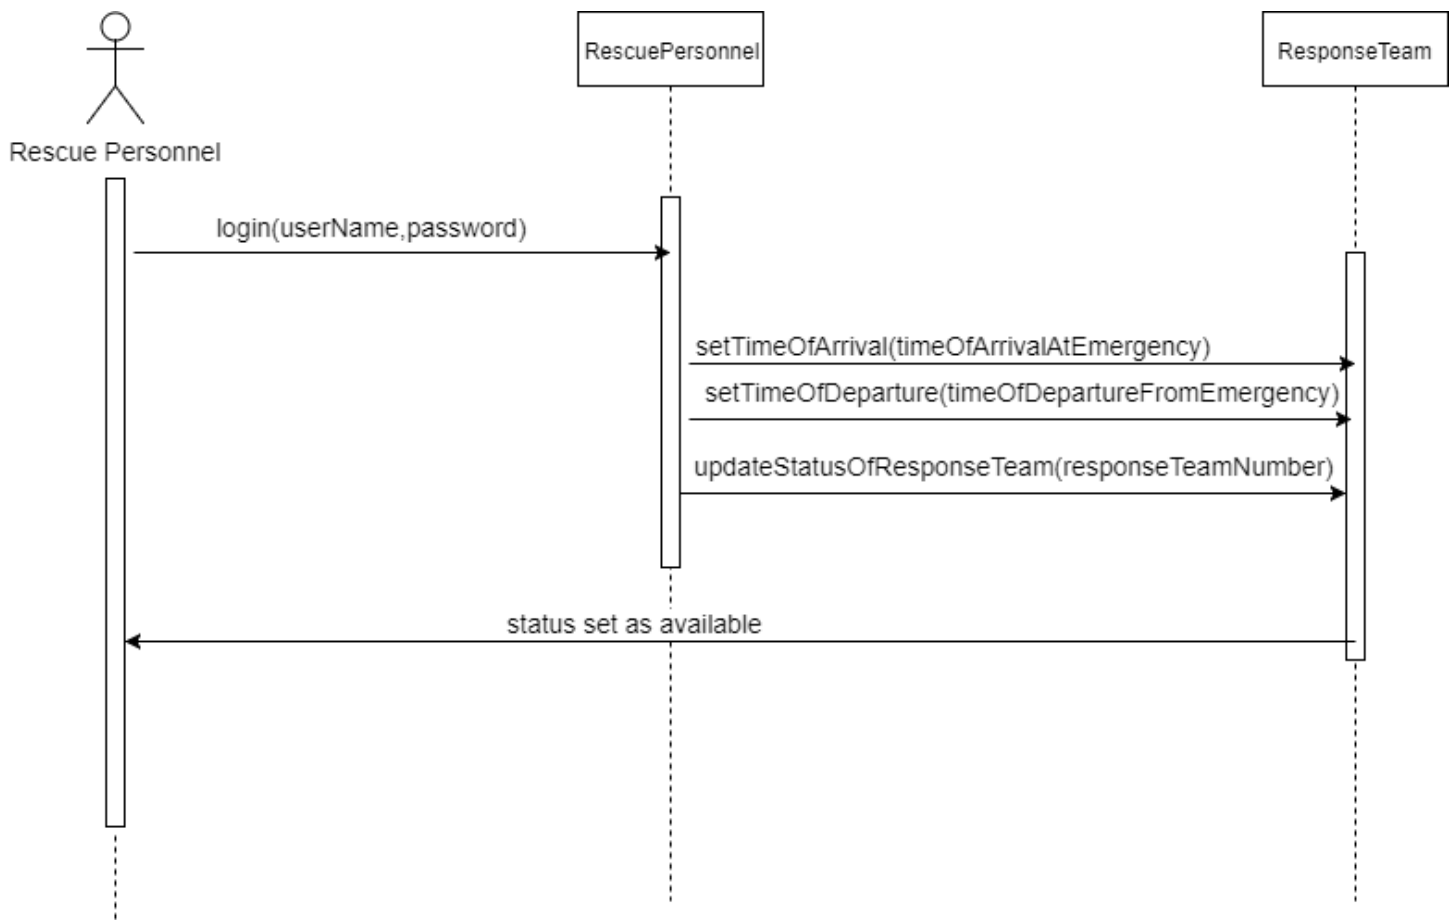 RescuePersonnel
ResponseTeam
Rescue Personnel
login(userName,password)
setTimeOfArrival(timeOfArrivalAtEmergency)
setTimeOfDeparture(timeOfDepartureFromEmergency)
updateStatusOfResponseTeam(responseTeamNumber)
status set as available